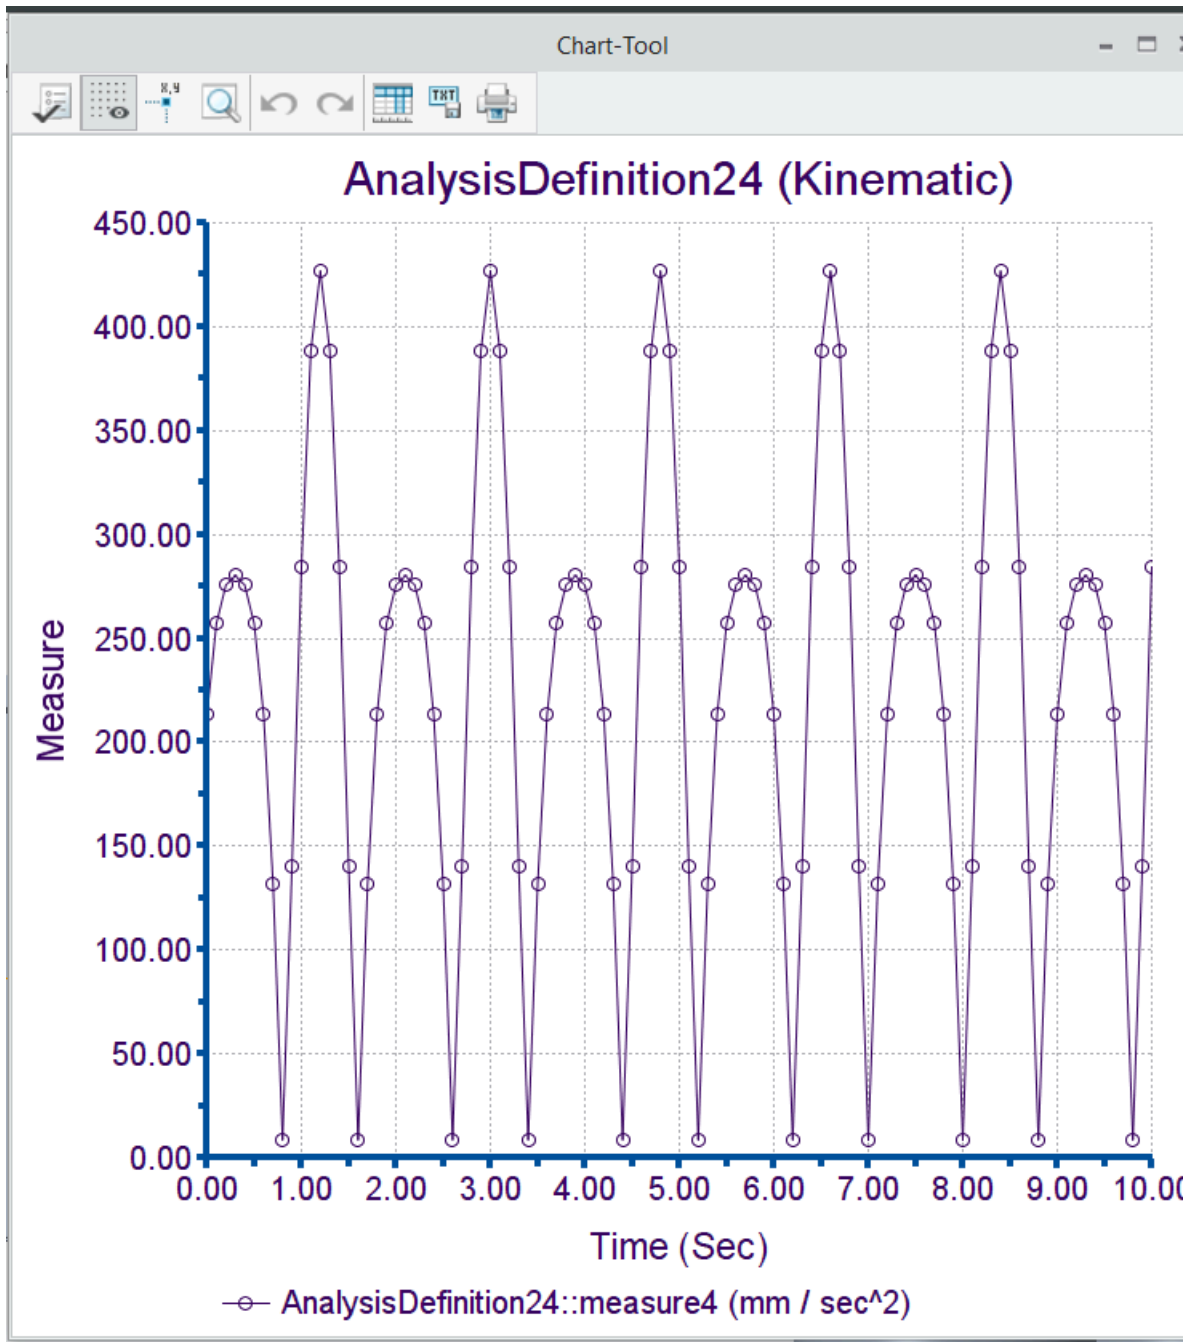 Chart-Tool
X,Y
TXT
AnalysisDefinition24 (Kinematic)
450.00
400.00
350.00
300.00
250.00
200.00
150.00
100.00
50.00
0.00
Measure
0.00 1.00 2.00 3.00 4.00 5.00 6.00 7.00 8.00 9.00 10.00
Time (Sec)
AnalysisDefinition24::measure4 (mm / sec^2)